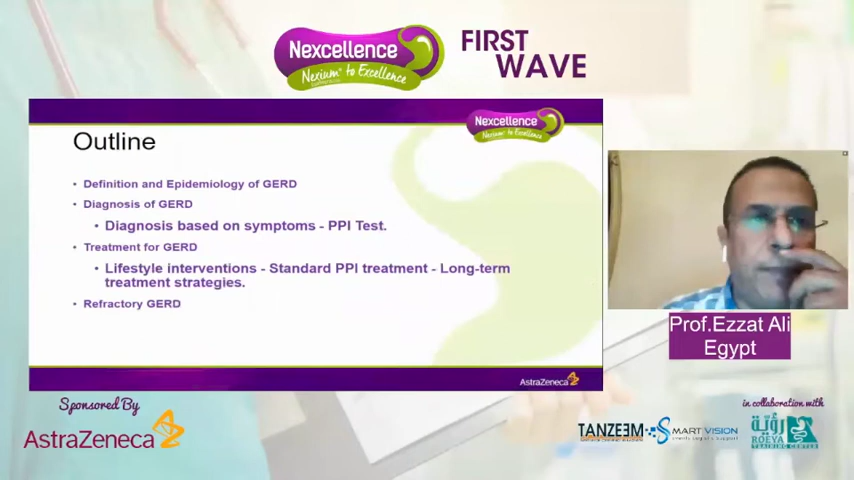 Nexcellence
Nexium® to Excellence
FIRST
WAVE
Nexcellence
Nexium® to Excellence
Outline
• Definition and Epidemiology of GERD
• Diagnosis of GERD
• Diagnosis based on symptoms - PPI Test.
• Treatment for GERD
• Lifestyle interventions - Standard PPI treatment - Long-term
treatment strategies.
• Refractory GERD
AstraZeneca
Prof.Ezzat Ali
Egypt
Sponsored By
AstraZeneca
in collaboration with
TANZEEM
SMART VISION
رؤية
ROEYA
TRAINING CENTER